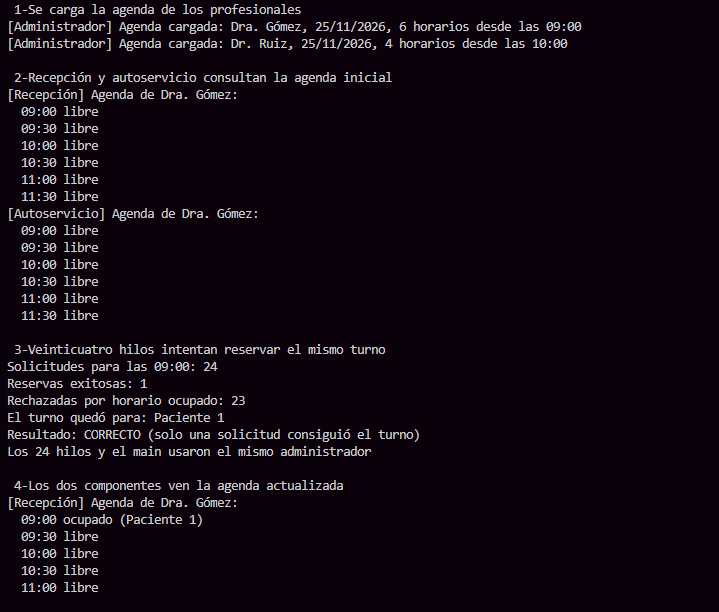 1-Se carga la agenda de los profesionales
[Administrador] Agenda cargada: Dra. Gómez, 25/11/2026, 6 horarios desde las 09:00
[Administrador] Agenda cargada: Dr. Ruiz, 25/11/2026, 4 horarios desde las 10:00
2-Recepción y autoservicio consultan la agenda inicial
[Recepción] Agenda de Dra. Gómez:
09:00 libre
09:30 libre
10:00 libre
10:30 libre
11:00 libre
11:30 libre
[Autoservicio] Agenda de Dra. Gómez:
09:00 libre
09:30 libre
10:00 libre
10:30 libre
11:00 libre
11:30 libre
3-Veinticuatro hilos intentan reservar el mismo turno
Solicitudes para las 09:00: 24
Reservas exitosas: 1
Rechazadas por horario ocupado: 23
El turno quedó para: Paciente 1
Resultado: CORRECTO (solo una solicitud consiguió el turno)
Los 24 hilos y el main usaron el mismo administrador
4-Los dos componentes ven la agenda actualizada
[Recepción] Agenda de Dra. Gómez:
09:00 ocupado (Paciente 1)
09:30 libre
10:00 libre
10:30 libre
11:00 libre